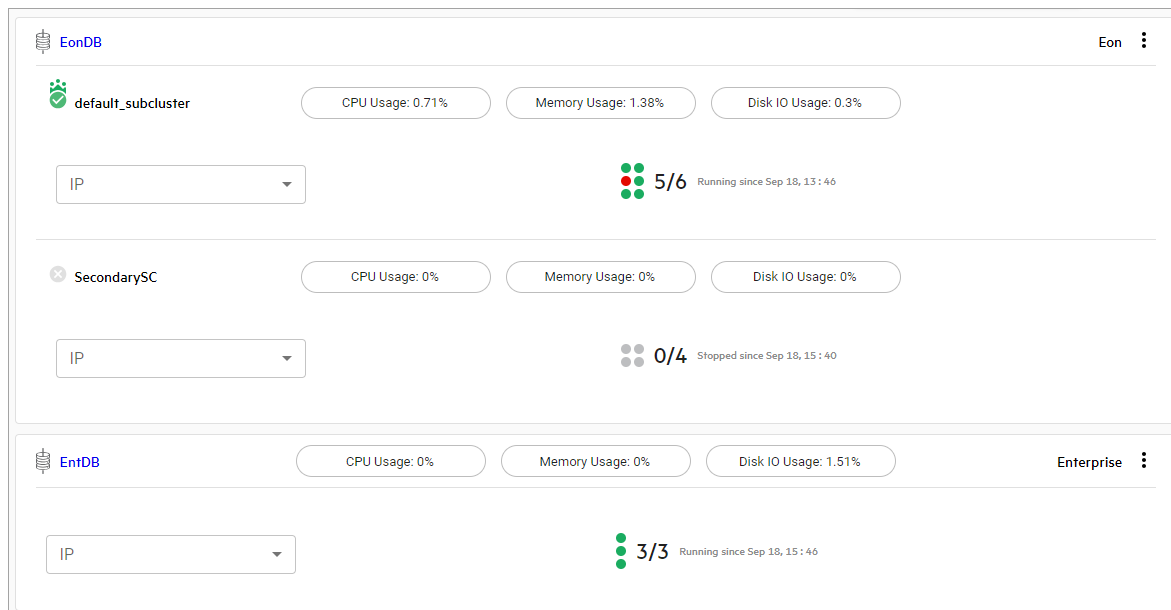 EonDB Eon
default_subcluster CPU Usage: 0.71% Memory Usage: 1.38% Disk IO Usage: 0.3%
IP 5/6 Running since Sep 18, 13 : 46
SecondarySC CPU Usage: 0% Memory Usage: 0% Disk IO Usage: 0%
IP 0/4 Stopped since Sep 18, 15 : 40
EntDB CPU Usage: 0% Memory Usage: 0% Disk IO Usage: 1.51% Enterprise
IP 3/3 Running since Sep 18, 15 : 46